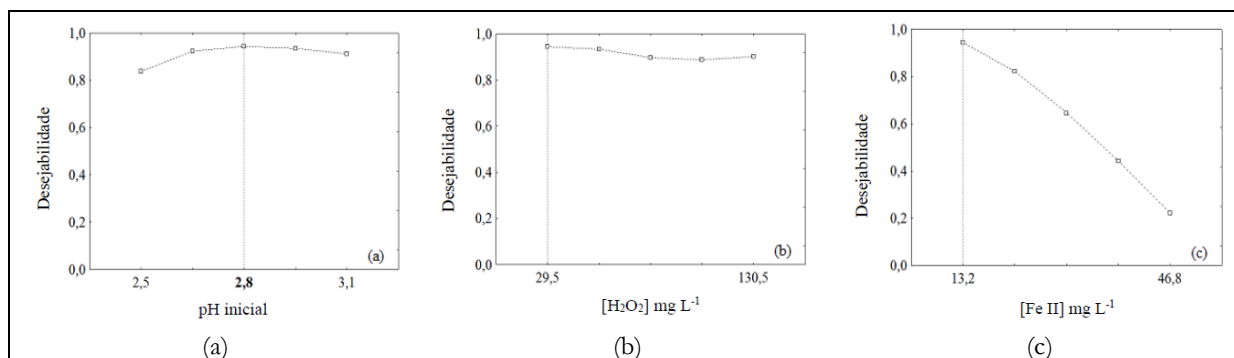 1,0
0,8
0,6
0,4
0,2
0,0
Desejabilidade
(a)
2,5 2,8 3,1
pH inicial
(a)
1,0
0,8
0,6
0,4
0,2
0,0
Desejabilidade
(b)
29,5 130,5
[H₂O₂] mg L⁻¹
(b)
1,0
0,8
0,6
0,4
0,2
0,0
Desejabilidade
(c)
13,2 46,8
[Fe II] mg L⁻¹
(c)